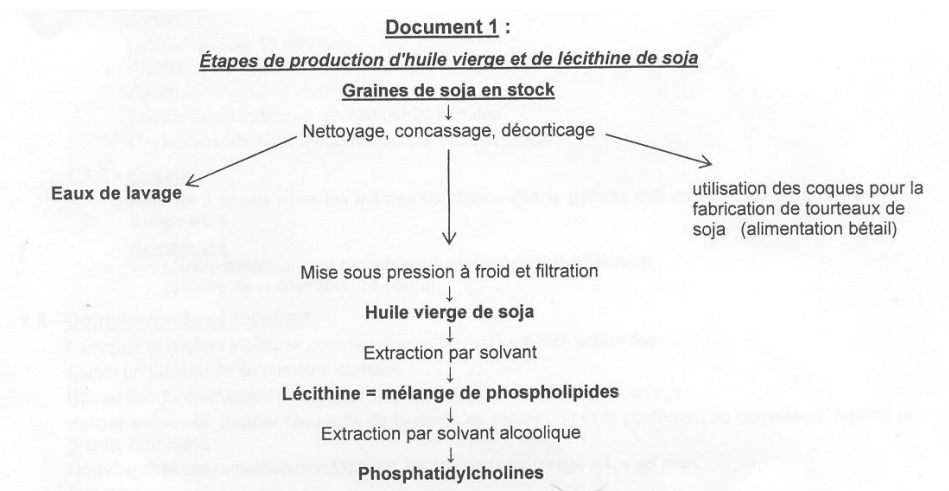 Document 1 :
Étapes de production d'huile vierge et de lécithine de soja
Graines de soja en stock
↓
Nettoyage, concassage, décorticage
Eaux de lavage
utilisation des coques pour la
fabrication de tourteaux de
soja (alimentation bétail)
Mise sous pression à froid et filtration
↓
Huile vierge de soja
↓
Extraction par solvant
↓
Lécithine = mélange de phospholipides
↓
Extraction par solvant alcoolique
↓
Phosphatidylcholines